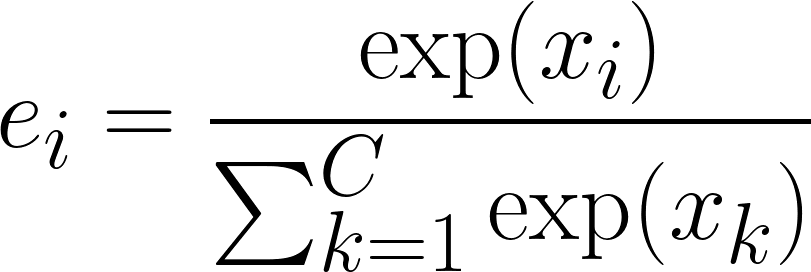 e_i = \frac{\exp(x_i)}{\sum_{k=1}^{C} \exp(x_k)}